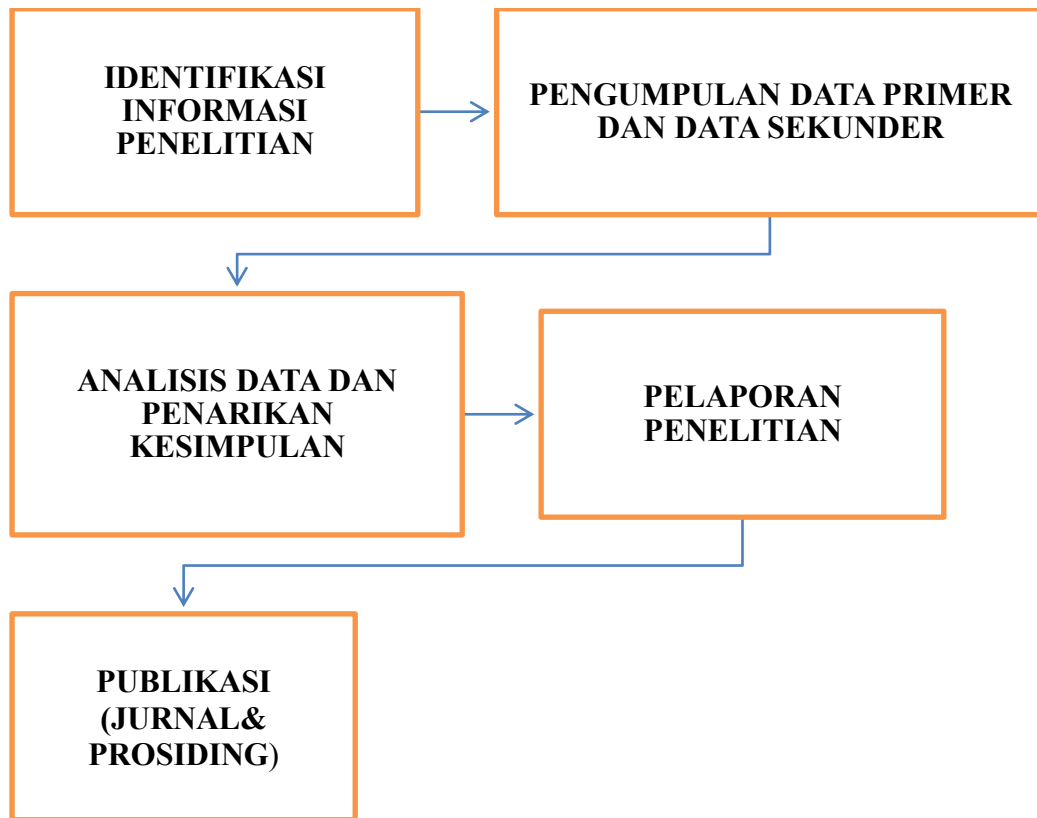 IDENTIFIKASI
INFORMASI
PENELITIAN
PENGUMPULAN DATA PRIMER
DAN DATA SEKUNDER
ANALISIS DATA DAN
PENARIKAN
KESIMPULAN
PELAPORAN
PENELITIAN
PUBLIKASI
(JURNAL&
PROSIDING)